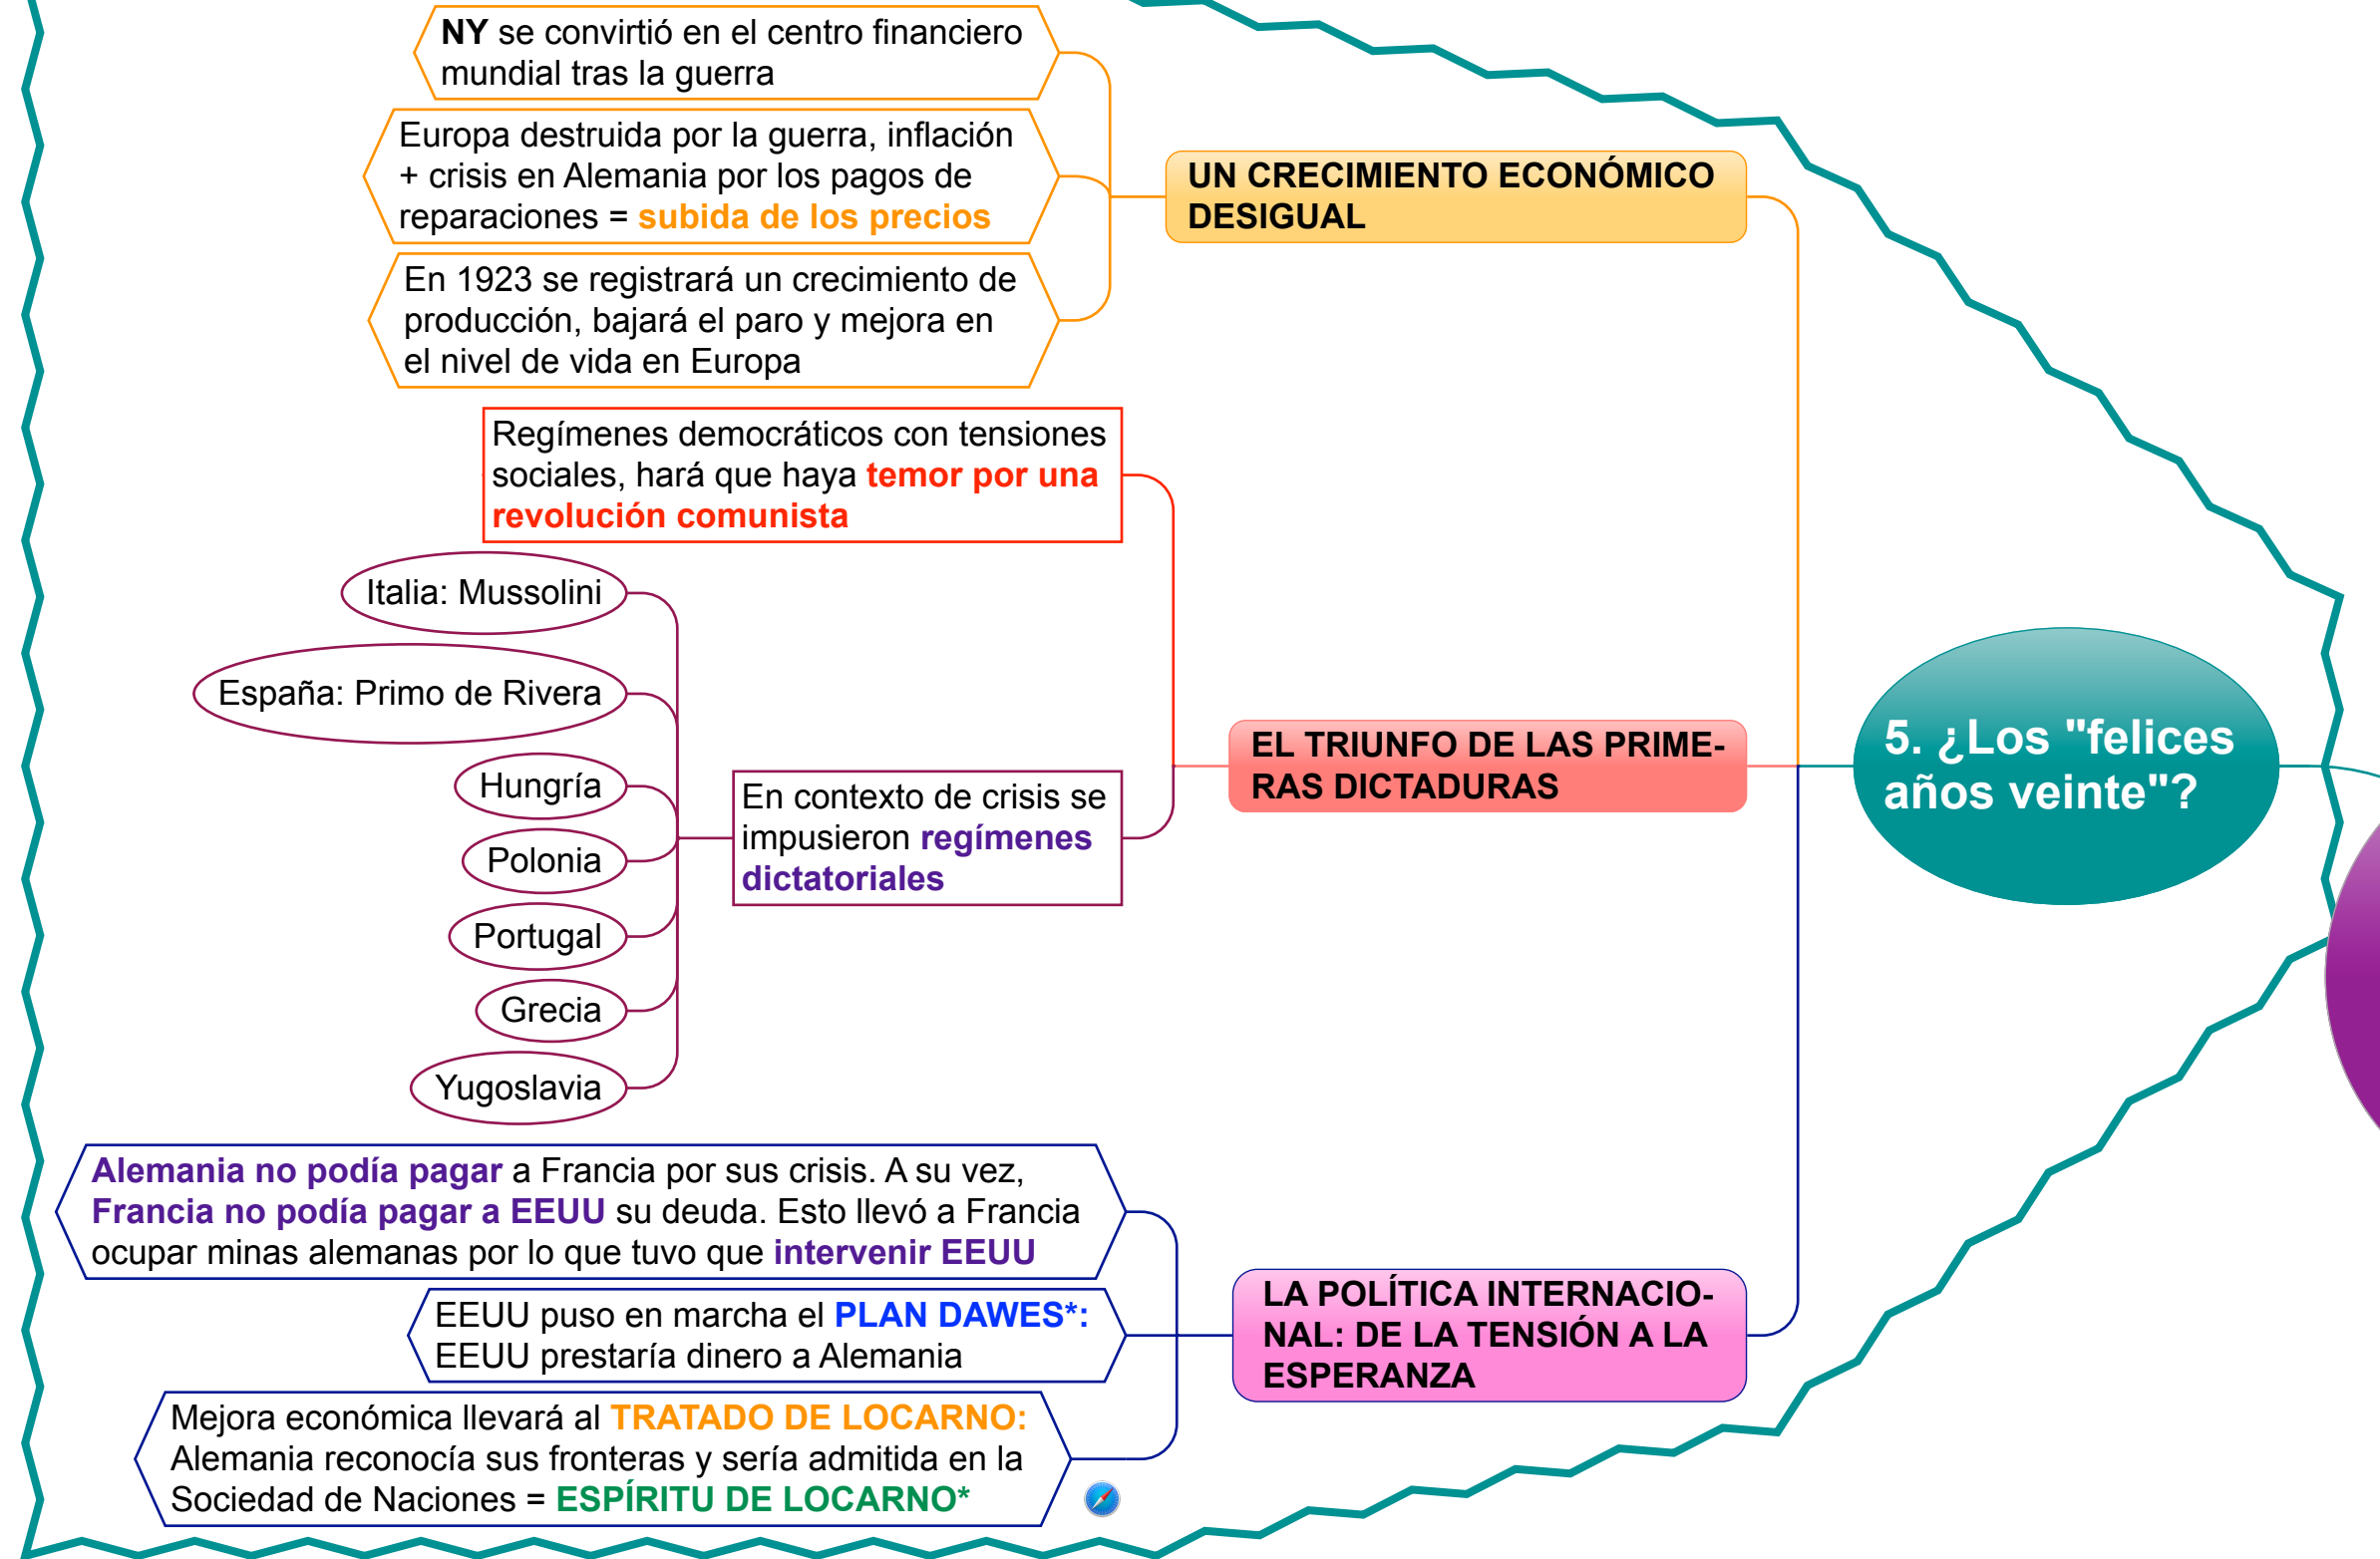 NY se convirtió en el centro financiero
mundial tras la guerra
Europa destruida por la guerra, inflación
+ crisis en Alemania por los pagos de
reparaciones = subida de los precios
En 1923 se registrará un crecimiento de
producción, bajará el paro y mejora en
el nivel de vida en Europa
UN CRECIMIENTO ECONÓMICO
DESIGUAL
Regímenes democráticos con tensiones
sociales, hará que haya temor por una
revolución comunista
Italia: Mussolini
España: Primo de Rivera
Hungría
Polonia
Portugal
Grecia
Yugoslavia
En contexto de crisis se
impusieron regímenes
dictatoriales
EL TRIUNFO DE LAS PRIME-
RAS DICTADURAS
5. ¿Los "felices
años veinte"?
Alemania no podía pagar a Francia por sus crisis. A su vez,
Francia no podía pagar a EEUU su deuda. Esto llevó a Francia
ocupar minas alemanas por lo que tuvo que intervenir EEUU
EEUU puso en marcha el PLAN DAWES*:
EEUU prestaría dinero a Alemania
Mejora económica llevará al TRATADO DE LOCARNO:
Alemania reconocía sus fronteras y sería admitida en la
Sociedad de Naciones = ESPÍRITU DE LOCARNO*
LA POLÍTICA INTERNACIO-
NAL: DE LA TENSIÓN A LA
ESPERANZA